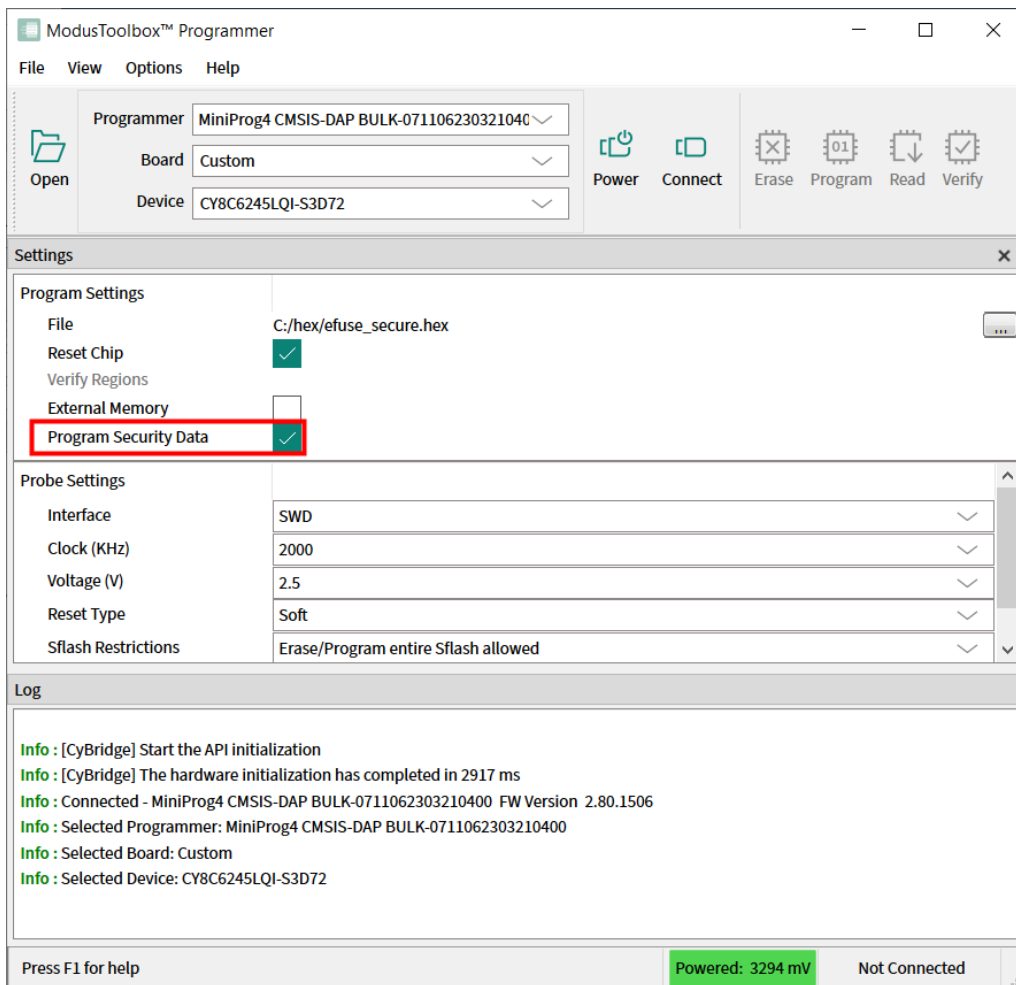 ModusToolbox™ Programmer
File View Options Help
Open
Programmer MiniProg4 CMSIS-DAP BULK-071106230321040
Board Custom
Device CY8C6245LQI-S3D72
Power Connect Erase 01 Program Read Verify
Settings
Program Settings
File C:/hex/efuse_secure.hex ...
Reset Chip
Verify Regions
External Memory
Program Security Data
Probe Settings
Interface SWD
Clock (KHz) 2000
Voltage (V) 2.5
Reset Type Soft
Sflash Restrictions Erase/Program entire Sflash allowed
Log
Info : [CyBridge] Start the API initialization
Info : [CyBridge] The hardware initialization has completed in 2917 ms
Info : Connected - MiniProg4 CMSIS-DAP BULK-0711062303210400 FW Version 2.80.1506
Info : Selected Programmer: MiniProg4 CMSIS-DAP BULK-0711062303210400
Info : Selected Board: Custom
Info : Selected Device: CY8C6245LQI-S3D72
Press F1 for help Powered: 3294 mV Not Connected